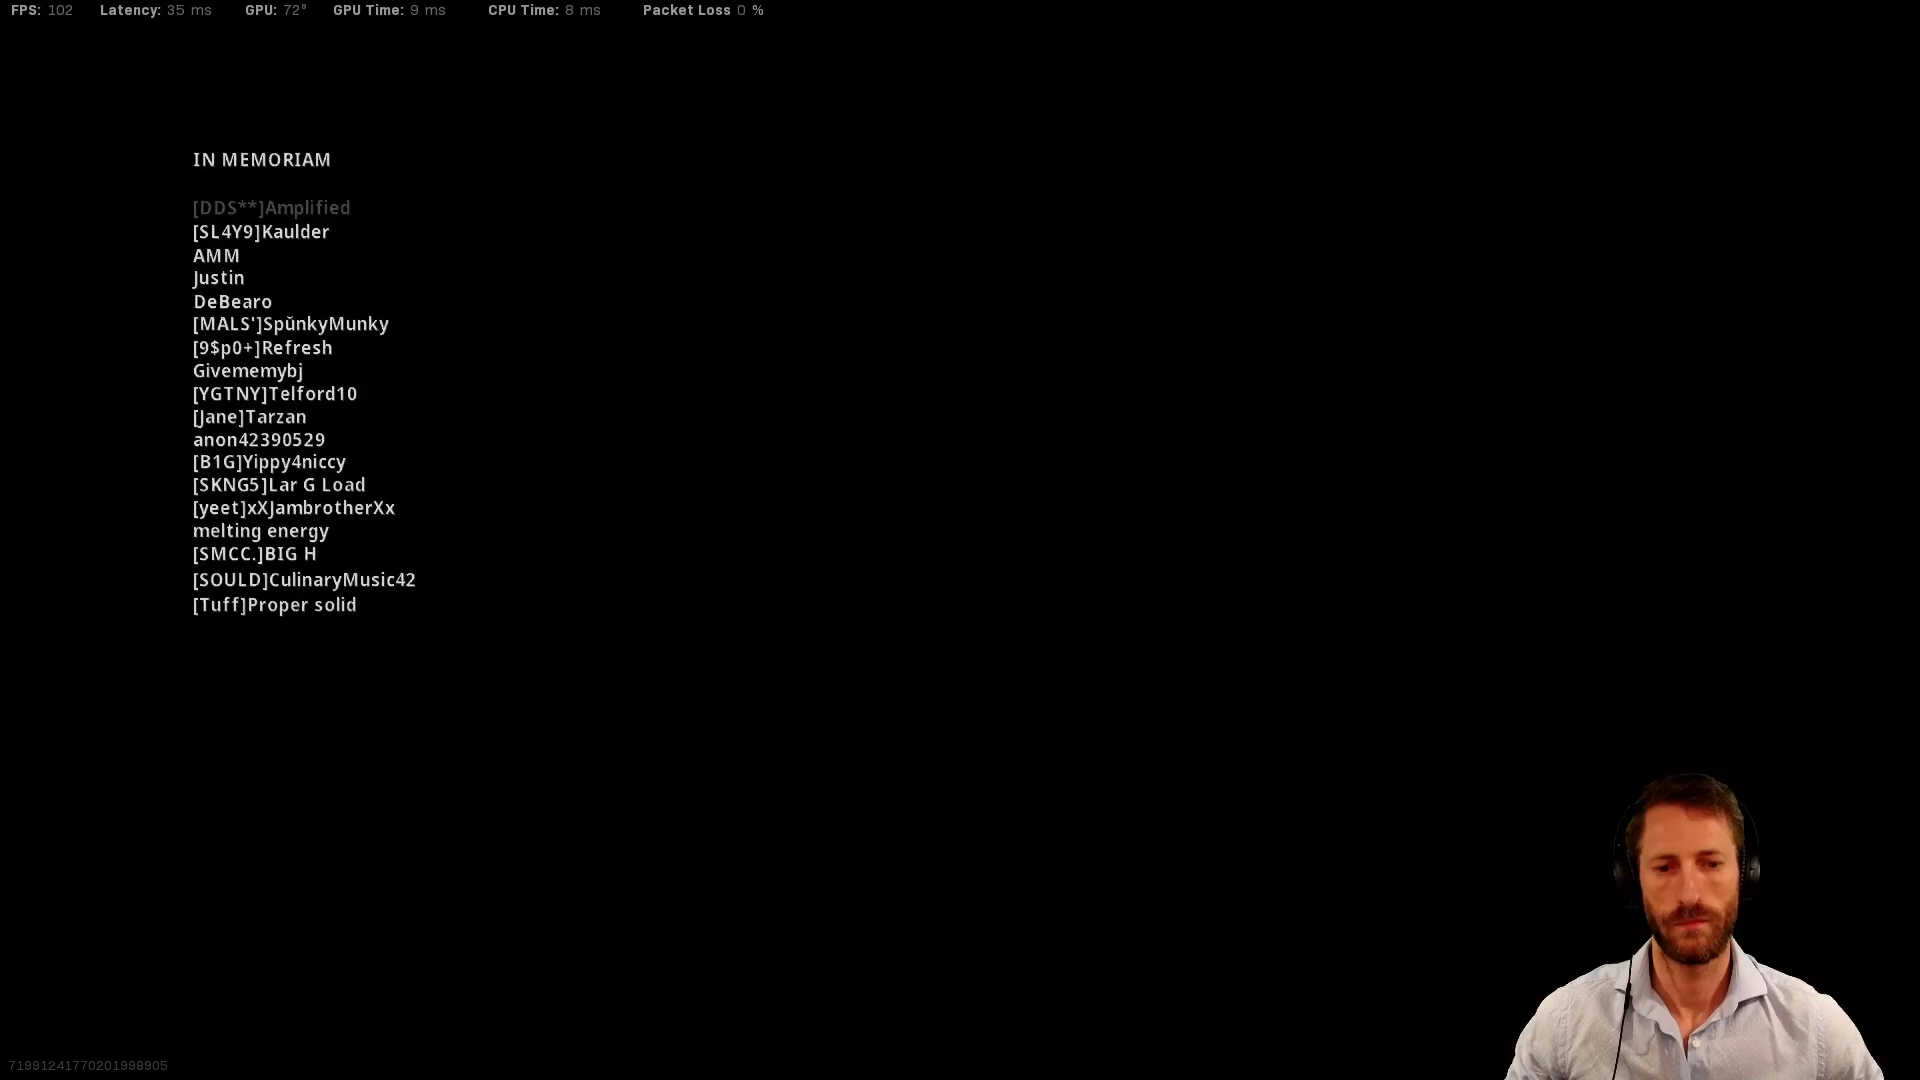 FPS: 102 Latency: 35 ms GPU: 72° GPU Time: 9 ms CPU Time: 8 ms Packet Loss 0 %
IN MEMORIAM
[DDS**]Amplified
[SL4Y9]Kaulder
AMM
Justin
DeBearo
[MALS']SpŭnkyMunky
[9$p0+]Refresh
Givememybj
[YGTNY]Telford10
[Jane]Tarzan
anon42390529
[B1G]Yippy4niccy
[SKNG5]Lar G Load
[yeet]xXJambrotherXx
melting energy
[SMCC.]BIG H
[SOULD]CulinaryMusic42
[Tuff]Proper solid
71991241770201998905